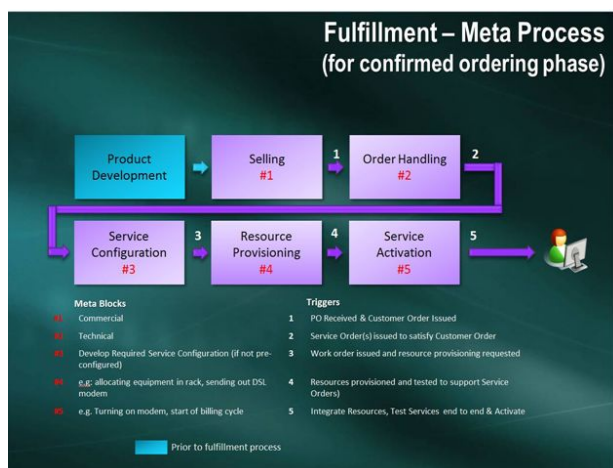 Fulfillment – Meta Process
(for confirmed ordering phase)
Product
Development
Selling
#1
1
Order Handling
#2
2
Service
Configuration
#3
3
Resource
Provisioning
#4
4
Service
Activation
#5
5
Meta Blocks
#1 Commercial
#2 Technical
#3 Develop Required Service Configuration (if not pre-
configured)
#4 e.g: allocating equipment in rack, sending out DSL
modem
#5 e.g. Turning on modem, start of billing cycle
Triggers
1 PO Received & Customer Order Issued
2 Service Order(s) issued to satisfy Customer Order
3 Work order issued and resource provisioning requested
4 Resources provisioned and tested to support Service
Orders)
5 Integrate Resources, Test Services end to end & Activate
Prior to fulfillment process